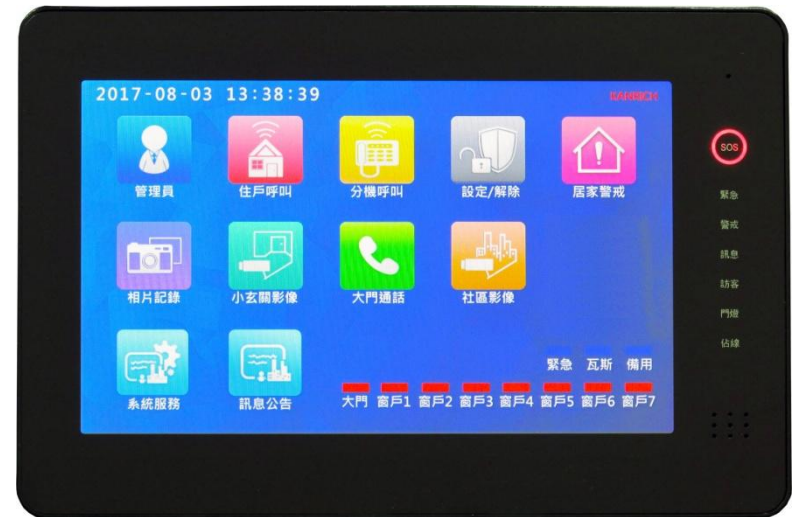 2017-08-03 13:38:39 KANRICH
SOS
管理員 住戶呼叫 分機呼叫 設定/解除 居家警戒
緊急
警戒
訊息
相片記錄 小玄關影像 大門通話 社區影像
訪客
門燈
佔線
緊急 瓦斯 備用
系統服務 訊息公告 大門 窗戶1 窗戶2 窗戶3 窗戶4 窗戶5 窗戶6 窗戶7